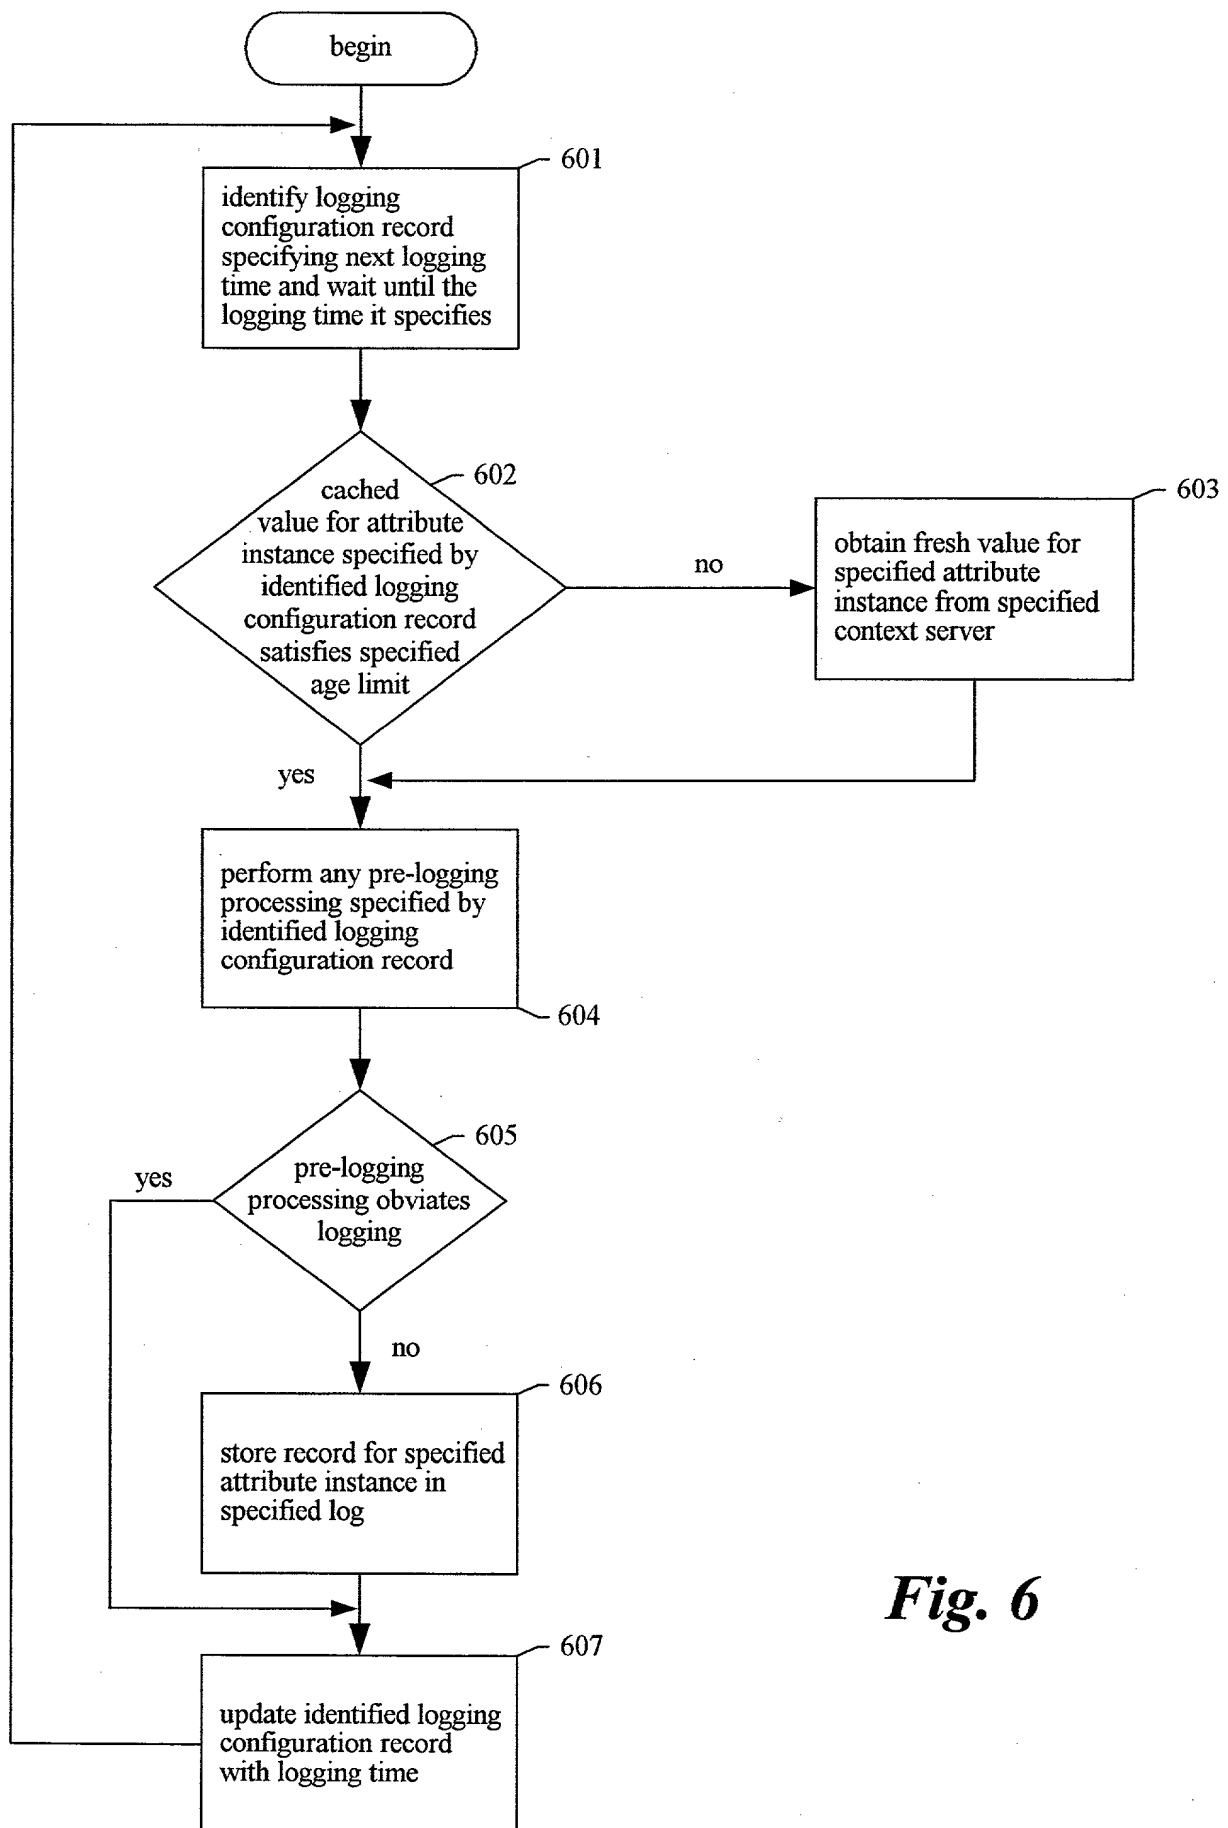 begin
601
identify logging
configuration record
specifying next logging
time and wait until the
logging time it specifies
602
cached
value for attribute
instance specified by
identified logging
configuration record
satisfies specified
age limit
no
603
obtain fresh value for
specified attribute
instance from specified
context server
yes
perform any pre-logging
processing specified by
identified logging
configuration record
604
605
yes
pre-logging
processing obviates
logging
no
606
store record for specified
attribute instance in
specified log
Fig. 6
607
update identified logging
configuration record
with logging time